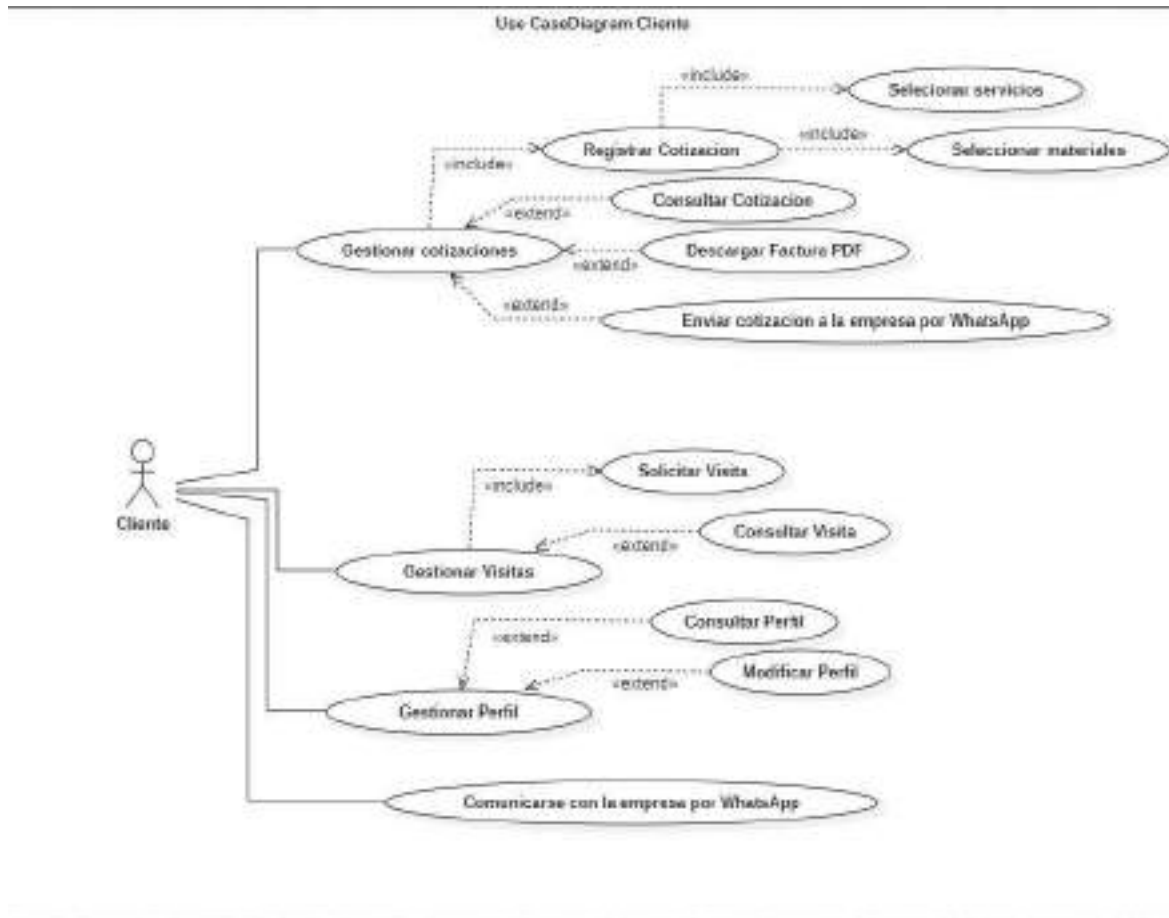 Use CaseDiagram Cliente
«include»
Selecionar servicios
Registrar Cotizacion
«include»
Seleccionar materiales
«include»
Consultar Cotizacion
«extend»
Gestionar cotizaciones
Descargar Factura PDF
«extend»
«extend»
Enviar cotizacion a la empresa por WhatsApp
Solicitar Visita
«include»
Cliente
Consultar Visita
«extend»
Gestionar Visitas
Consultar Perfil
«extend»
Modificar Perfil
«extend»
Gestionar Perfil
Comunicarse con la empresa por WhatsApp